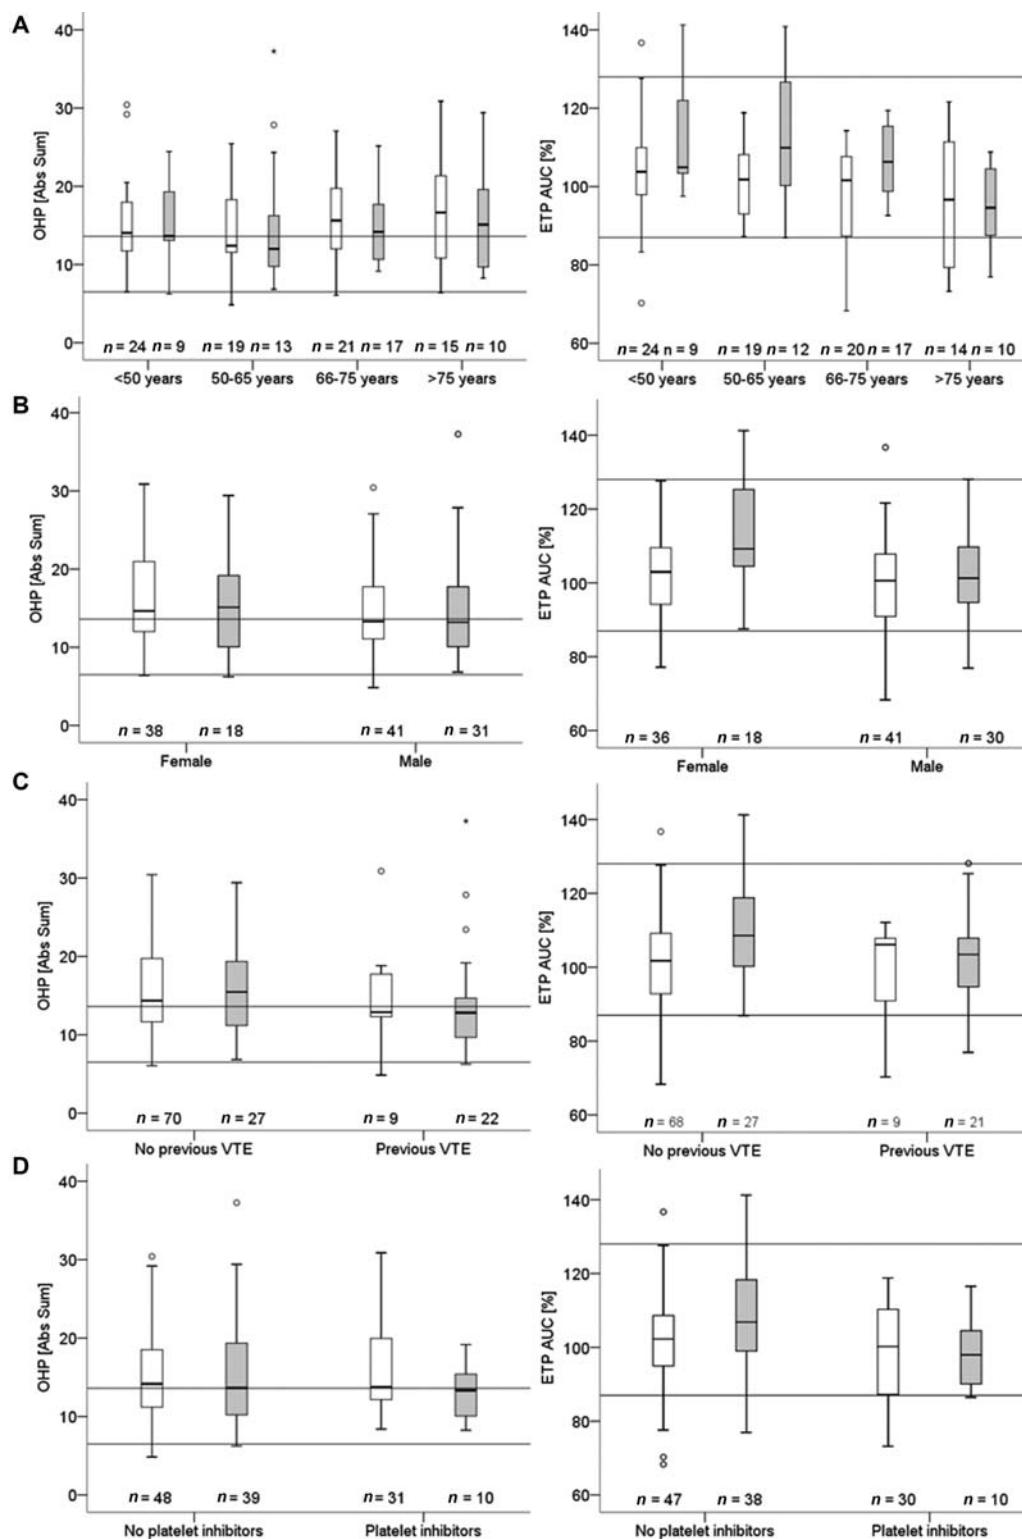 A
OHP [Abs Sum]
40
30
20
10
0
n = 24 n = 9 n = 19 n = 13 n = 21 n = 17 n = 15 n = 10
<50 years 50-65 years 66-75 years >75 years
ETP AUC [%]
140
120
100
80
60
n = 24 n = 9 n = 19 n = 12 n = 20 n = 17 n = 14 n = 10
<50 years 50-65 years 66-75 years >75 years
B
OHP [Abs Sum]
40
30
20
10
0
n = 38 n = 18 n = 41 n = 31
Female Male
ETP AUC [%]
140
120
100
80
60
n = 36 n = 18 n = 41 n = 30
Female Male
C
OHP [Abs Sum]
40
30
20
10
0
n = 70 n = 27 n = 9 n = 22
No previous VTE Previous VTE
ETP AUC [%]
140
120
100
80
60
n = 68 n = 27 n = 9 n = 21
No previous VTE Previous VTE
D
OHP [Abs Sum]
40
30
20
10
0
n = 48 n = 39 n = 31 n = 10
No platelet inhibitors Platelet inhibitors
ETP AUC [%]
140
120
100
80
60
n = 47 n = 38 n = 30 n = 10
No platelet inhibitors Platelet inhibitors